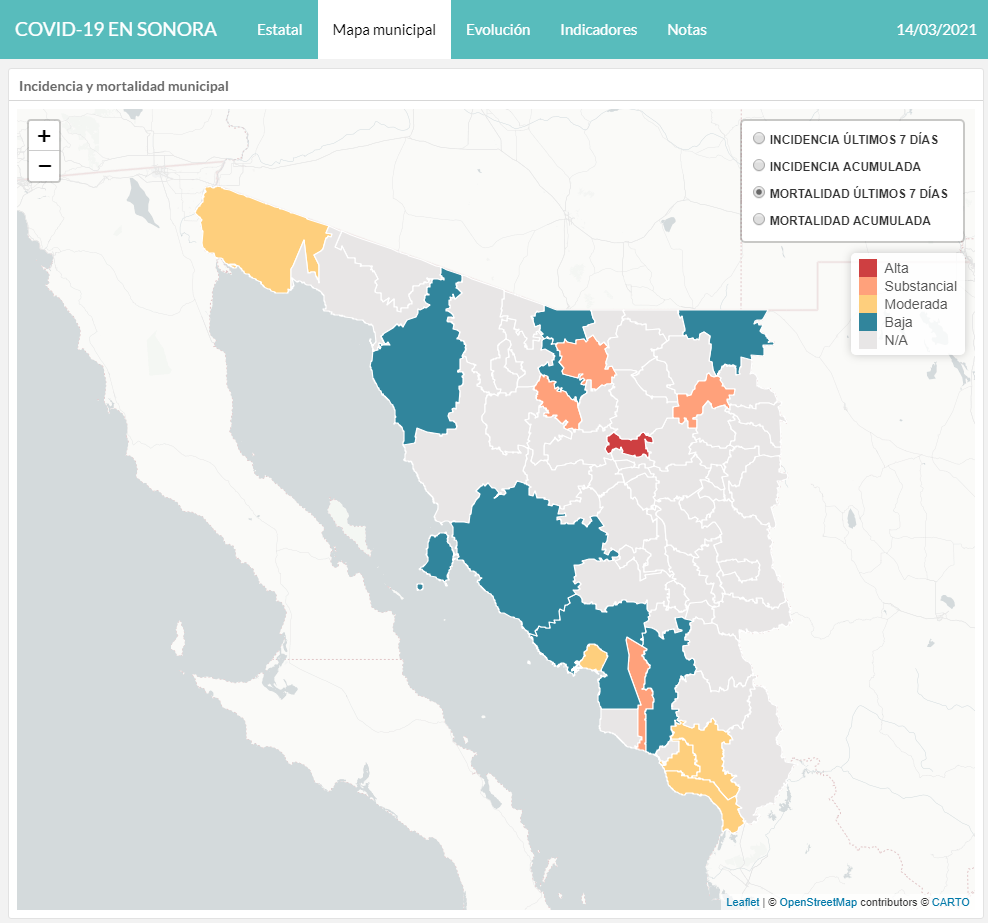 COVID-19 EN SONORA Estatal Mapa municipal Evolución Indicadores Notas 14/03/2021
Incidencia y mortalidad municipal
+
−
INCIDENCIA ÚLTIMOS 7 DÍAS
INCIDENCIA ACUMULADA
MORTALIDAD ÚLTIMOS 7 DÍAS
MORTALIDAD ACUMULADA
Alta
Substancial
Moderada
Baja
N/A
Leaflet | © OpenStreetMap contributors © CARTO